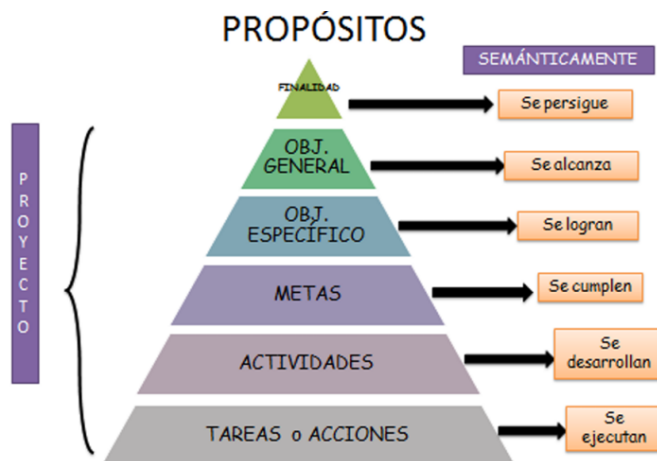 PROPÓSITOS
SEMÁNTICAMENTE
FINALIDAD
Se persigue
PROYECTO
OBJ.
GENERAL
Se alcanza
OBJ.
ESPECÍFICO
Se logran
METAS
Se cumplen
ACTIVIDADES
Se
desarrollan
TAREAS o ACCIONES
Se
ejecutan